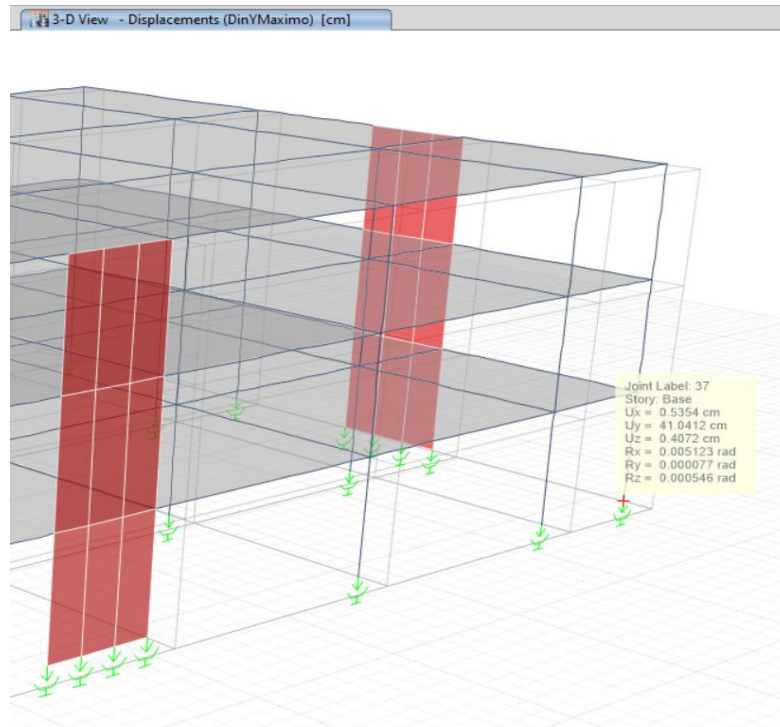 3-D View - Displacements (DinYMaximo) [cm]
Joint Label: 37
Story: Base
Ux = 0.5354 cm
Uy = 41.0412 cm
Uz = 0.4072 cm
Rx = 0.005123 rad
Ry = 0.000077 rad
Rz = 0.000546 rad